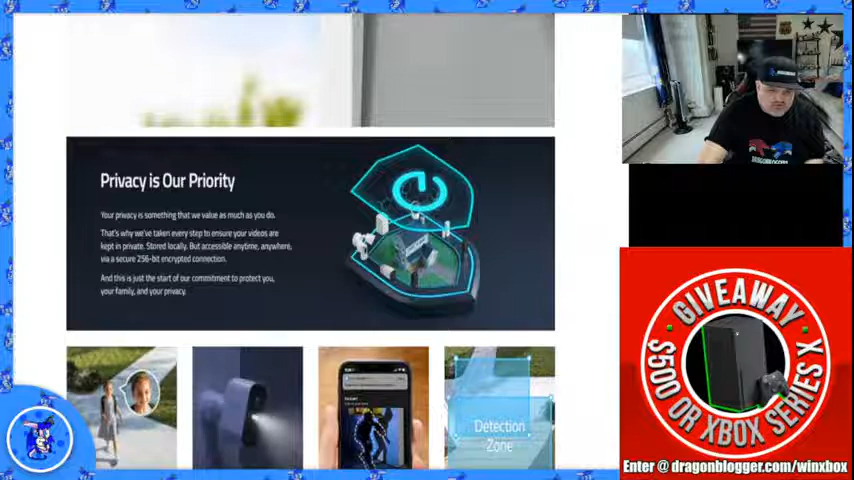 Privacy is Our Priority
Your privacy is something that we value as much as you do.
That's why we've taken every step to ensure your videos are
kept in private. Stored locally. But accessible anytime, anywhere,
via a secure 256-bit encrypted connection.
And this is just the start of our commitment to protect you,
your family, and your privacy.
Detection
Zone
GIVEAWAY
$500 OR XBOX SERIES X
Enter @ dragonblogger.com/winxbox